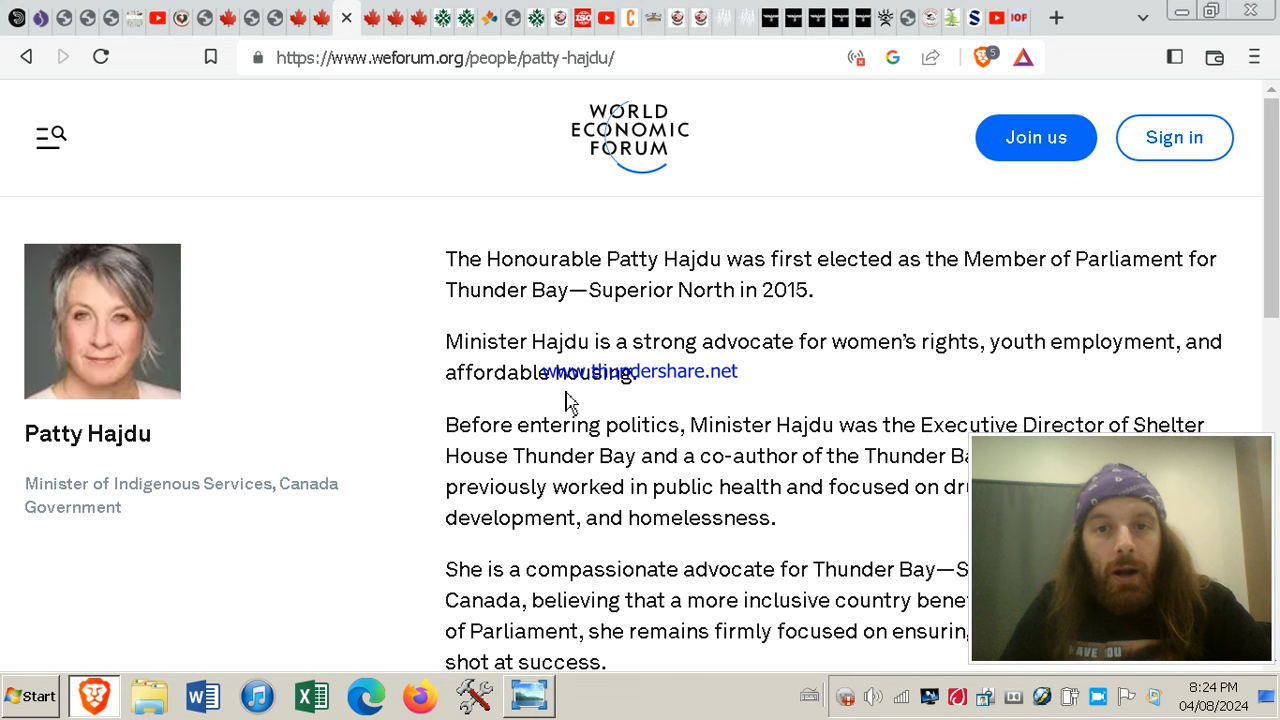 https://www.weforum.org/people/patty-hajdu/
5
WORLD
ECONOMIC
FORUM
Join us
Sign in
The Honourable Patty Hajdu was first elected as the Member of Parliament for
Thunder Bay—Superior North in 2015.
Minister Hajdu is a strong advocate for women's rights, youth employment, and
affordable housing.
www.thundershare.net
Before entering politics, Minister Hajdu was the Executive Director of Shelter
House Thunder Bay and a co-author of the Thunder
previously worked in public health and focused on
development, and homelessness.
She is a compassionate advocate for Thunder
Canada, believing that a more inclusive country
of Parliament, she remains firmly focused on
shot at success.
Patty Hajdu
Minister of Indigenous Services, Canada
Government
HAVE YOU
ISO
IOF
Start
8:24 PM
04/08/2024